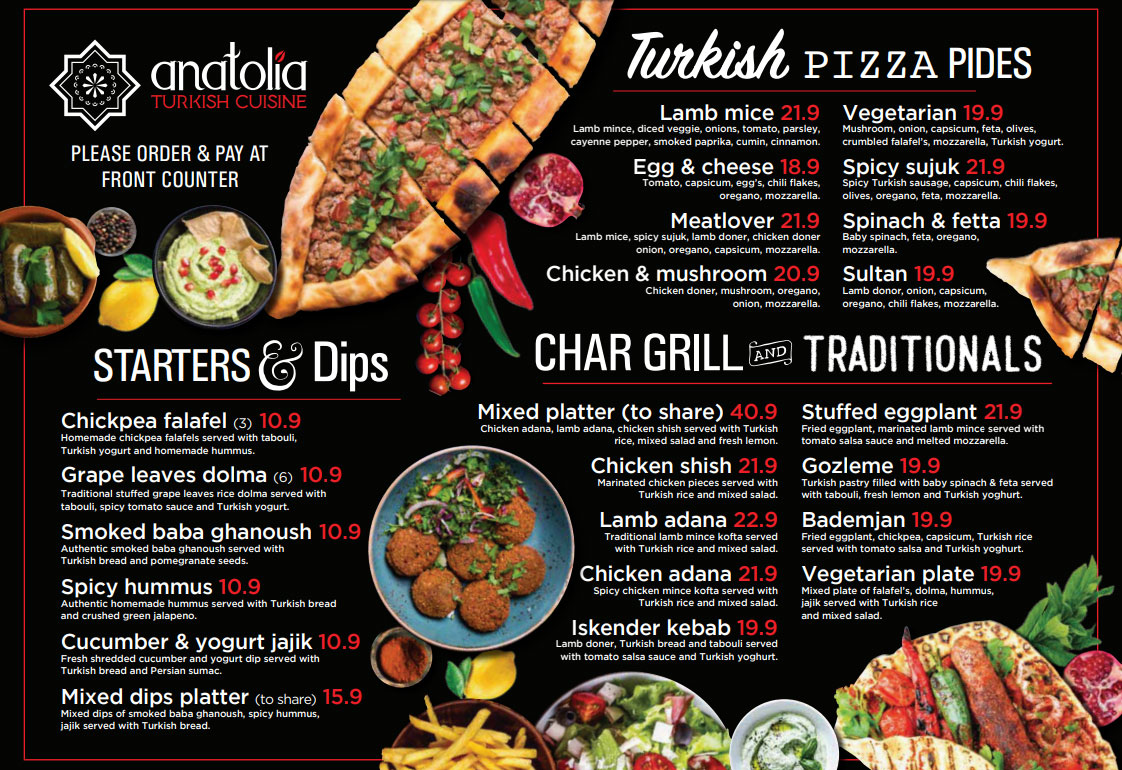 anatolia
TURKISH CUISINE
PLEASE ORDER & PAY AT
FRONT COUNTER
Turkish PIZZA PIDES
Lamb mice 21.9
Lamb mince, diced veggie, onions, tomato, parsley,
cayenne pepper, smoked paprika, cumin, cinnamon.
Egg & cheese 18.9
Tomato, capsicum, egg's, chili flakes,
oregano, mozzarella.
Meatlover 21.9
Lamb mice, spicy sujuk, lamb doner, chicken doner
onion, oregano, capsicum, mozzarella.
Chicken & mushroom 20.9
Chicken doner, mushroom, oregano,
onion, mozzarella.
Vegetarian 19.9
Mushroom, onion, capsicum, feta, olives,
crumbled falafel's, mozzarella, Turkish yogurt.
Spicy sujuk 21.9
Spicy Turkish sausage, capsicum, chili flakes,
olives, oregano, feta, mozzarella.
Spinach & fetta 19.9
Baby spinach, feta, oregano,
mozzarella.
Sultan 19.9
Lamb donor, onion, capsicum,
oregano, chili flakes, mozzarella.
STARTERS & Dips
Chickpea falafel (3) 10.9
Homemade chickpea falafels served with tabouli,
Turkish yogurt and homemade hummus.
Grape leaves dolma (6) 10.9
Traditional stuffed grape leaves rice dolma served with
tabouli, spicy tomato sauce and Turkish yogurt.
Smoked baba ghanoush 10.9
Authentic smoked baba ghanoush served with
Turkish bread and pomegranate seeds.
Spicy hummus 10.9
Authentic homemade hummus served with Turkish bread
and crushed green jalapeno.
Cucumber & yogurt jajik 10.9
Fresh shredded cucumber and yogurt dip served with
Turkish bread and Persian sumac.
Mixed dips platter (to share) 15.9
Mixed dips of smoked baba ghanoush, spicy hummus,
jajik served with Turkish bread.
CHAR GRILL AND TRADITIONALS
Mixed platter (to share) 40.9
Chicken adana, lamb adana, chicken shish served with Turkish
rice, mixed salad and fresh lemon.
Chicken shish 21.9
Marinated chicken pieces served with
Turkish rice and mixed salad.
Lamb adana 22.9
Traditional lamb mince kofta served
with Turkish rice and mixed salad.
Chicken adana 21.9
Spicy chicken mince kofta served with
Turkish rice and mixed salad.
Iskender kebab 19.9
Lamb doner, Turkish bread and tabouli served
with tomato salsa sauce and Turkish yoghurt.
Stuffed eggplant 21.9
Fried eggplant, marinated lamb mince served with
tomato salsa sauce and melted mozzarella.
Gozleme 19.9
Turkish pastry filled with baby spinach & feta served
with tabouli, fresh lemon and Turkish yoghurt.
Bademjan 19.9
Fried eggplant, chickpea, capsicum, Turkish rice
served with tomato salsa and Turkish yoghurt.
Vegetarian plate 19.9
Mixed plate of falafel's, dolma, hummus,
jajik served with Turkish rice
and mixed salad.